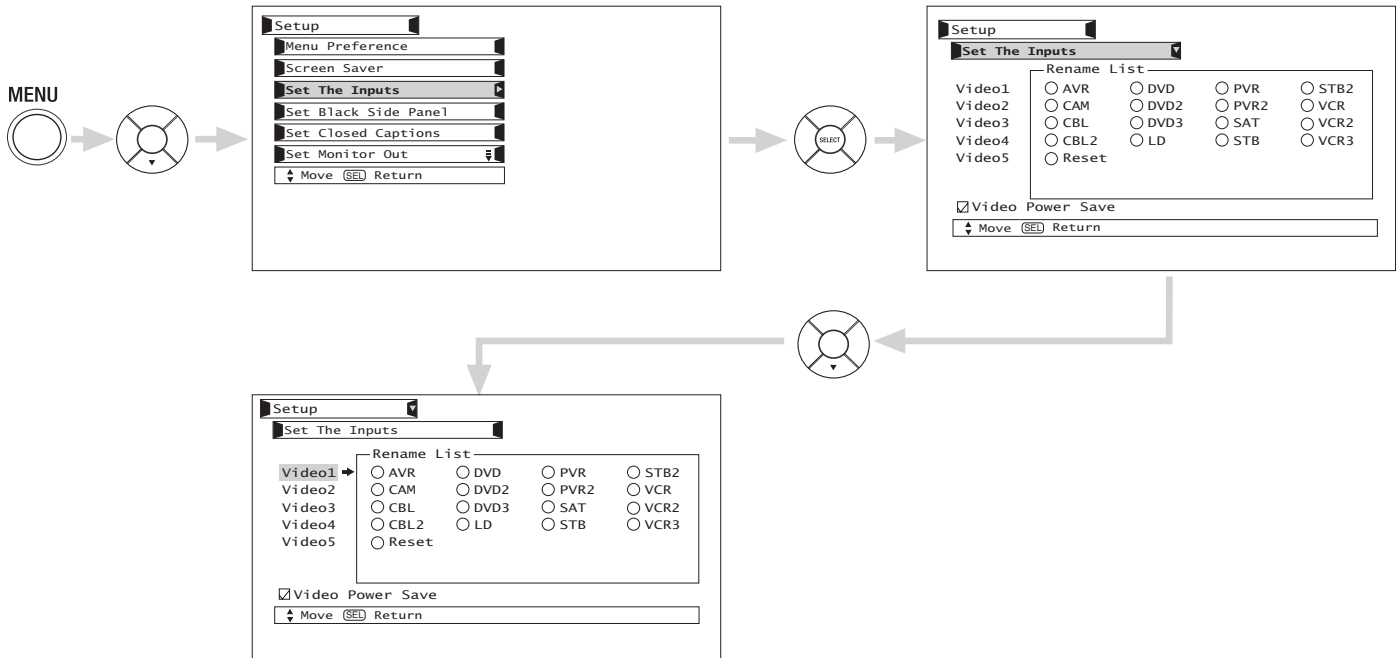 MENU
Setup
Menu Preference
Screen Saver
Set The Inputs
Set Black Side Panel
Set Closed Captions
Set Monitor Out
Move SEL Return
SELECT
Setup
Set The Inputs
Rename List
Video1 AVR DVD PVR STB2
Video2 CAM DVD2 PVR2 VCR
Video3 CBL DVD3 SAT VCR2
Video4 CBL2 LD STB VCR3
Video5 Reset
Video Power Save
Move SEL Return
Setup
Set The Inputs
Rename List
Video1 AVR DVD PVR STB2
Video2 CAM DVD2 PVR2 VCR
Video3 CBL DVD3 SAT VCR2
Video4 CBL2 LD STB VCR3
Video5 Reset
Video Power Save
Move SEL Return